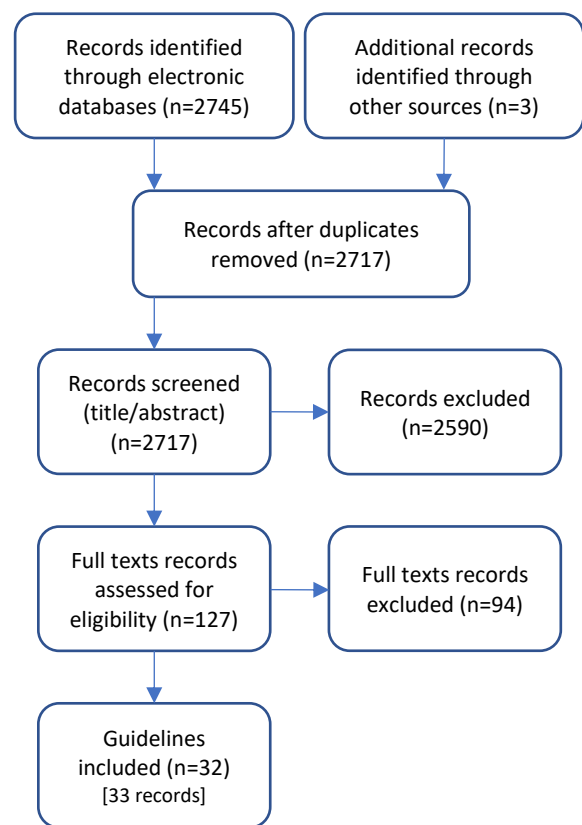 Records identified
through electronic
databases (n=2745)
Additional records
identified through
other sources (n=3)
Records after duplicates
removed (n=2717)
Records screened
(title/abstract)
(n=2717)
Records excluded
(n=2590)
Full texts records
assessed for
eligibility (n=127)
Full texts records
excluded (n=94)
Guidelines
included (n=32)
[33 records]